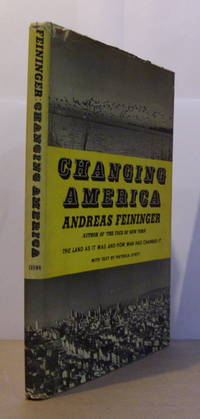 FEININGER CHANGING AMERICA
CROWN
CHANGING
AMERICA
ANDREAS FEININGER
AUTHOR OF THE FACE OF NEW YORK
THE LAND AS IT WAS AND HOW MAN HAS CHANGED IT
WITH TEXT BY PATRICIA DYETT